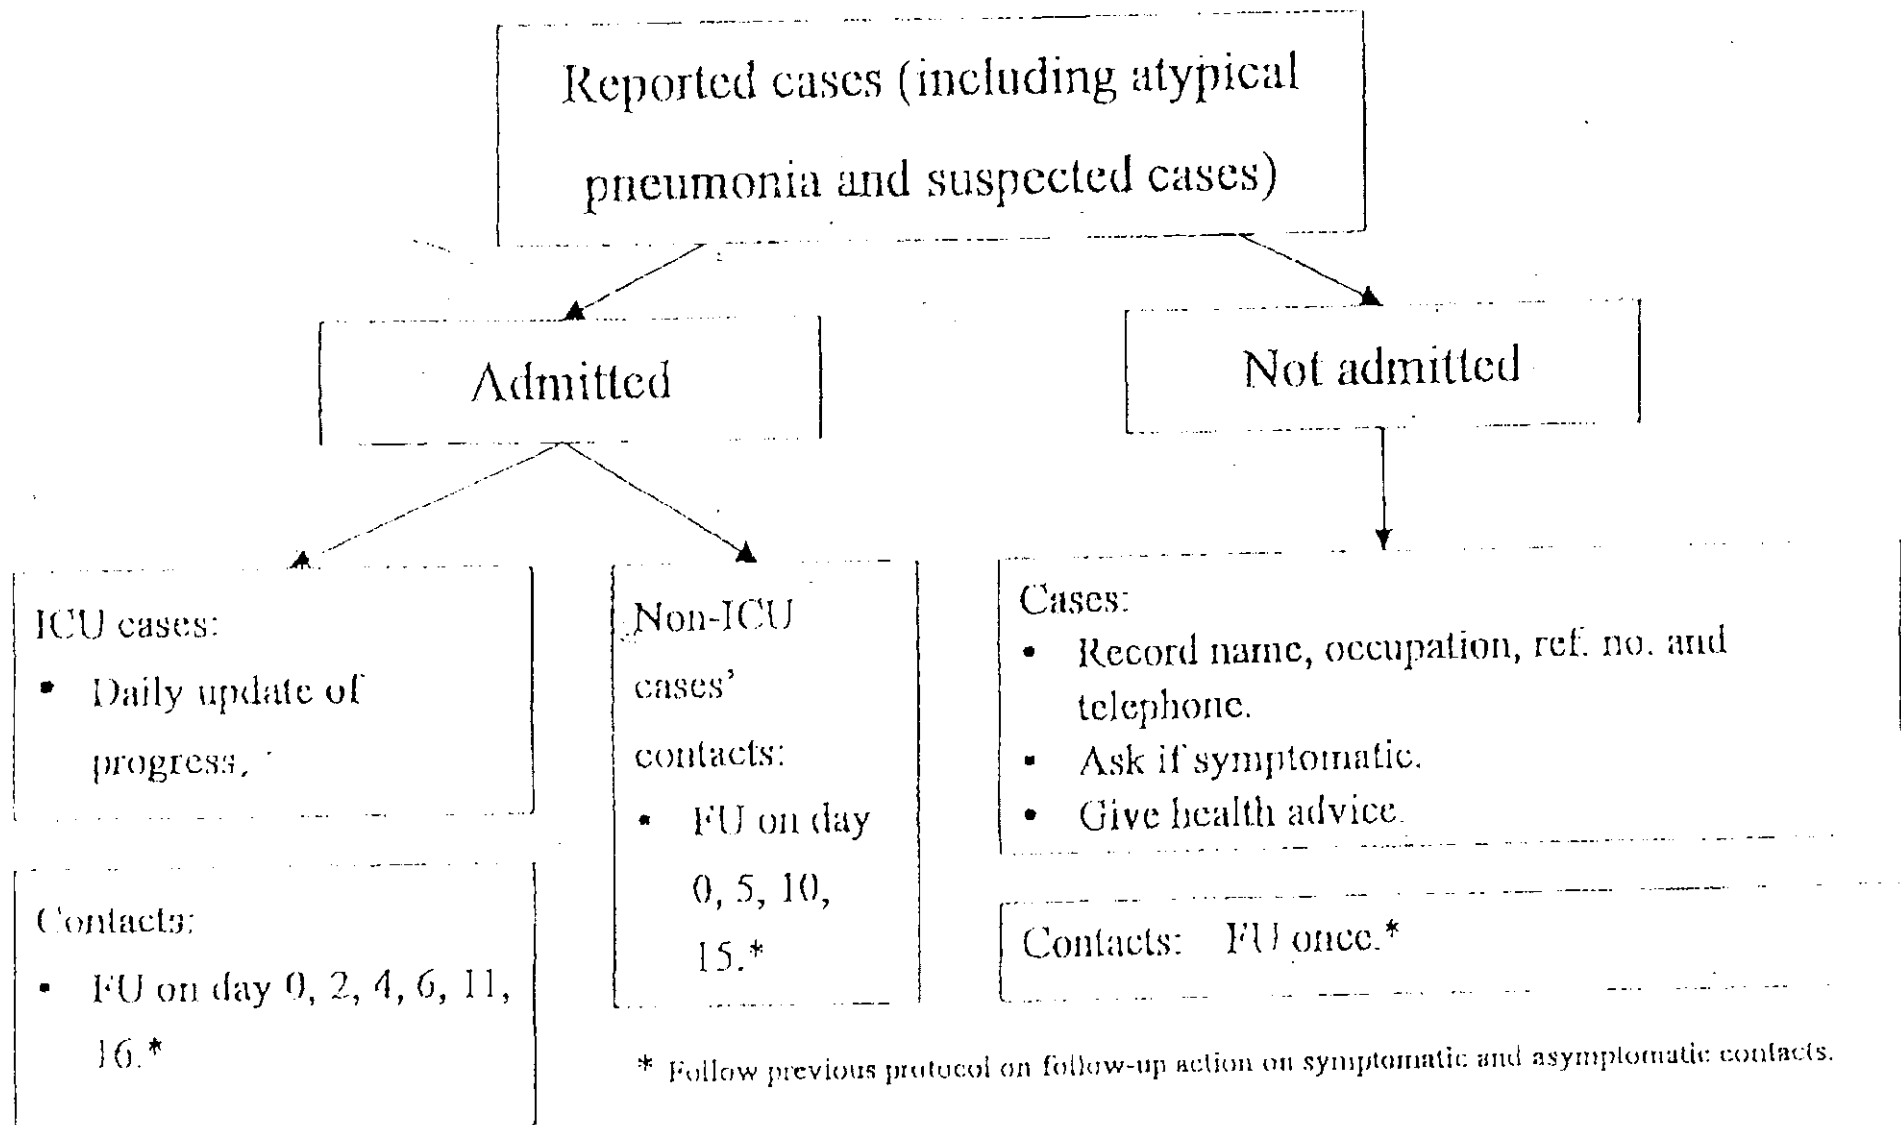 Reported cases (including atypical
pneumonia and suspected cases)
Admitted
Not admitted
ICU cases:
• Daily update of
progress.
Contacts:
• FU on day 0, 2, 4, 6, 11,
16.*
Non-ICU
cases'
contacts:
• FU on day
0, 5, 10,
15.*
Cases:
• Record name, occupation, ref. no. and
telephone.
• Ask if symptomatic.
• Give health advice.
Contacts: FU once.*
* Follow previous protocol on follow-up action on symptomatic and asymptomatic contacts.